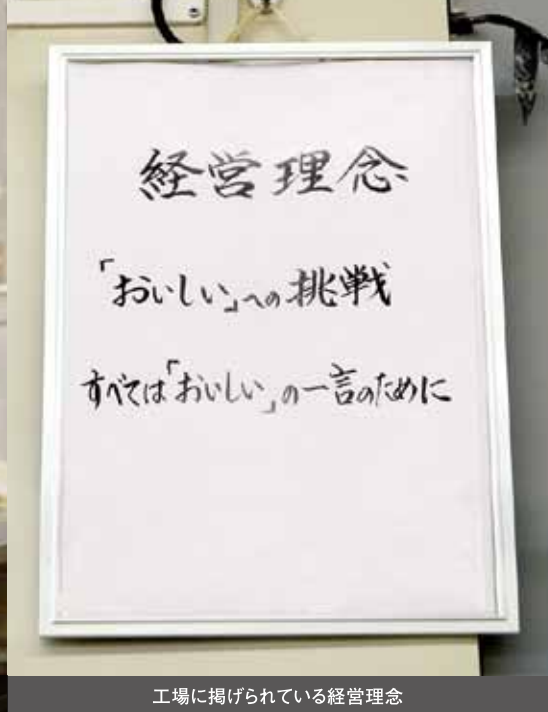 経営理念
「おいしい」への挑戦
すべては「おいしい」の一言のために
工場に掲げられている経営理念